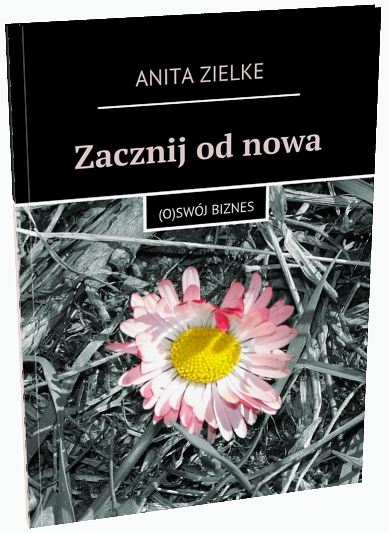 ANITA ZIELKE
Zacznij od nowa
(O)SWÓJ BIZNES